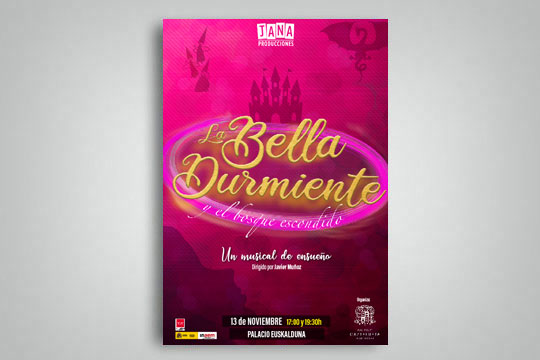 JANA
PRODUCCIONES
La
Bella
Durmiente
y el bosque escondido
Un musical de ensueño
Dirigido por Javier Muñoz
Organiza
13 de NOVIEMBRE 17:00 y 19:30h
PALACIO EUSKALDUNA